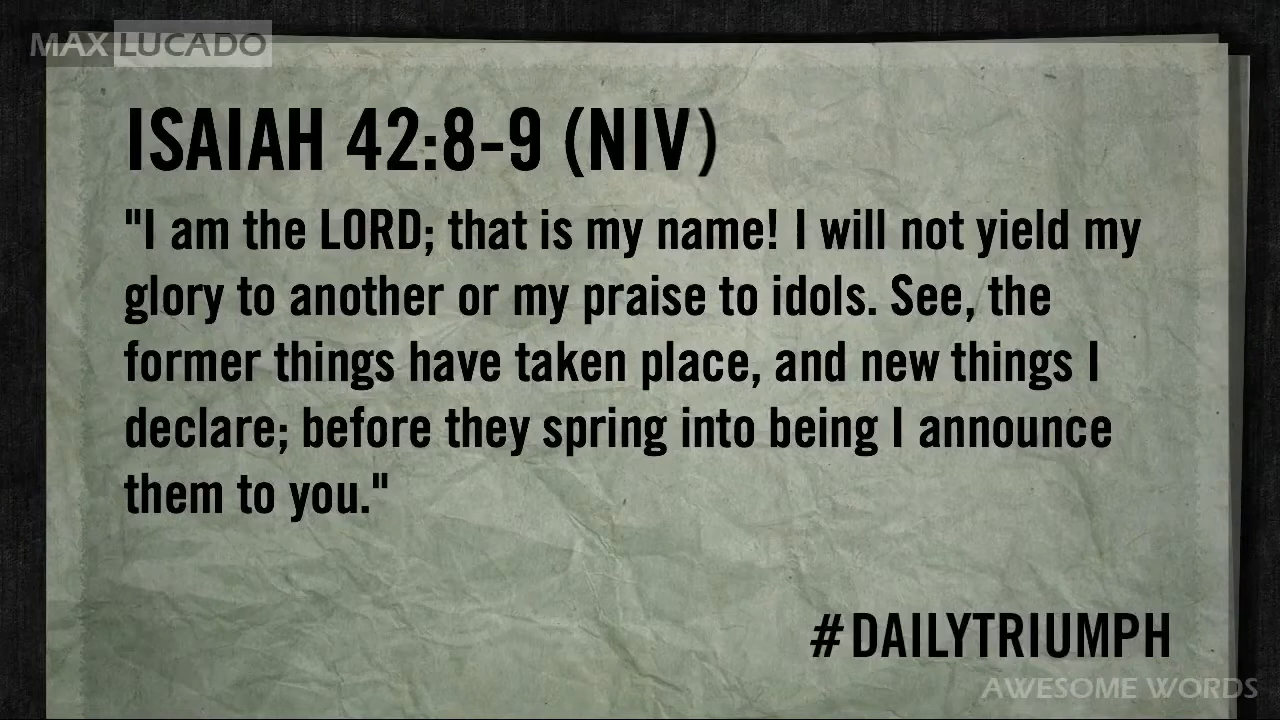 MAX LUCADO
ISAIAH 42:8-9 (NIV)
"I am the LORD; that is my name! I will not yield my
glory to another or my praise to idols. See, the
former things have taken place, and new things I
declare; before they spring into being I announce
them to you."
#DAILYTRIUMPH
AWESOME WORDS